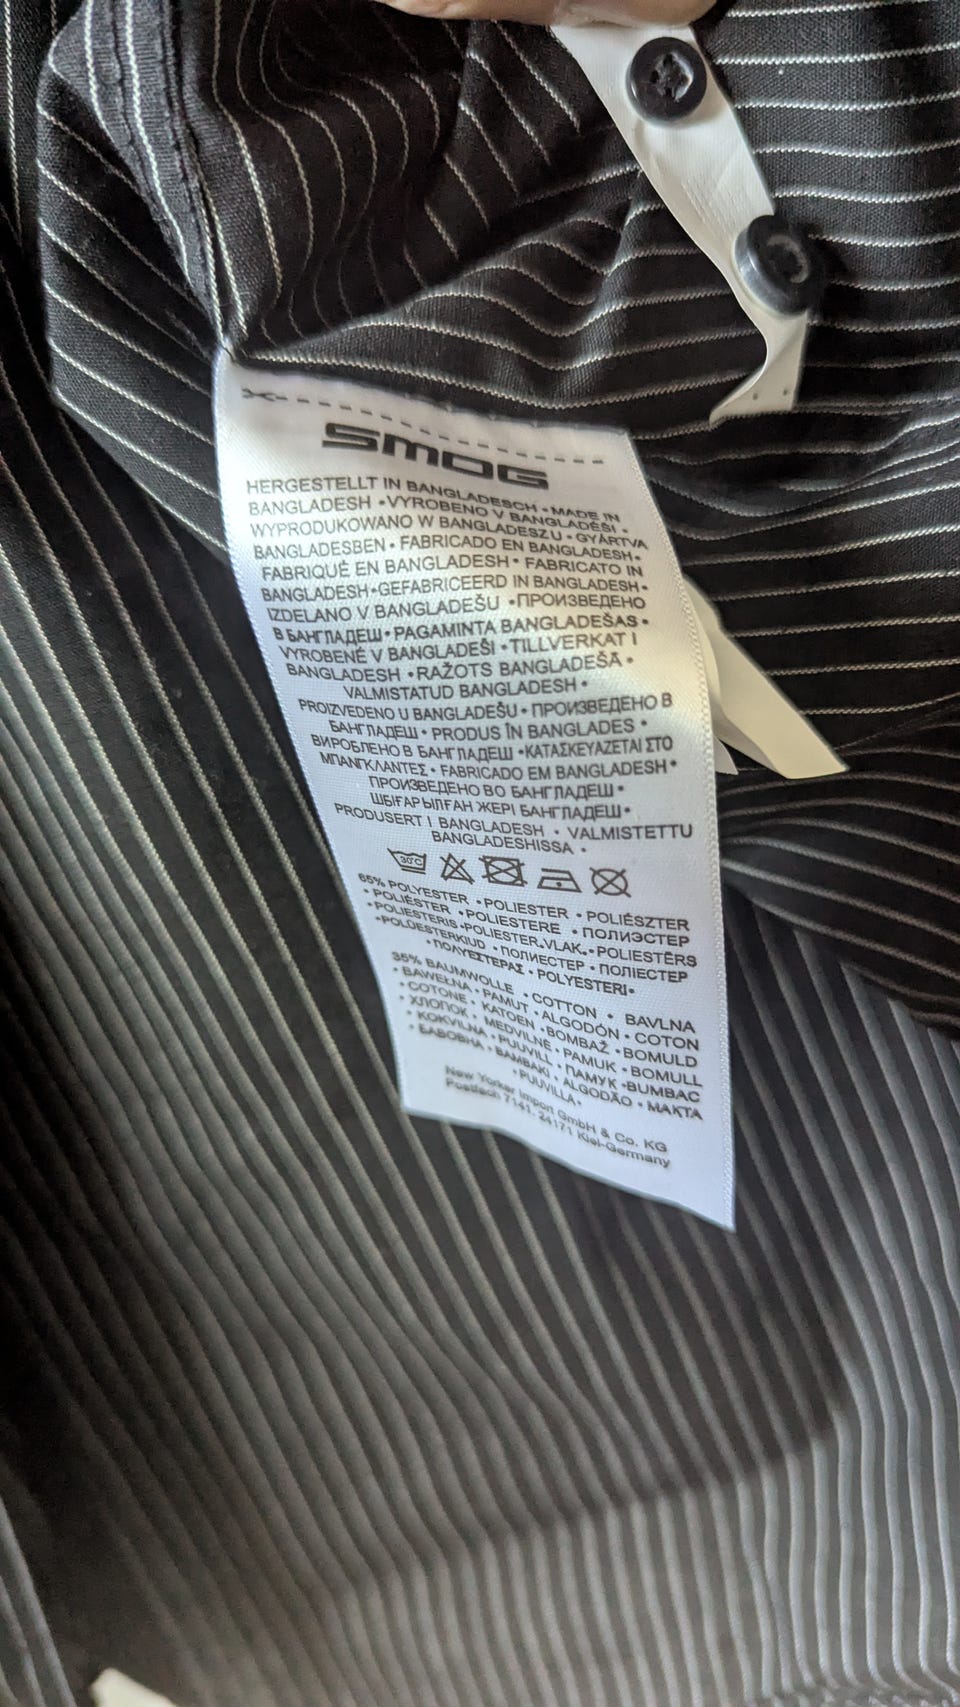 SMOG
HERGESTELLT IN BANGLADESCH • MADE IN
BANGLADESH • VYROBENO V BANGLADÉŠI •
WYPRODUKOWANO W BANGLADESZU • GYÁRTVA
BANGLADESBEN • FABRICADO EN BANGLADESH •
FABRIQUÉ EN BANGLADESH • FABRICATO IN
BANGLADESH • GEFABRICEERD IN BANGLADESH •
IZDELANO V BANGLADEŠU • ПРОИЗВЕДЕНО
В БАНГЛАДЕШ • PAGAMINTA BANGLADEŠAS •
VYROBENÉ V BANGLADÉŠI • TILLVERKAT I
BANGLADESH • RAŽOTS BANGLADEŠĀ •
VALMISTATUD BANGLADESH •
PROIZVEDENO U BANGLADEŠU • ПРОИЗВЕДЕНО В
БАНГЛАДЕШ • PRODUS ÎN BANGLADES •
ВИРОБЛЕНО В БАНГЛАДЕШ • ΚΑΤΑΣΚΕΥΑΖΕΤΑΙ ΣΤΟ
ΜΠΑΝΓΚΛΑΝΤΕΣ • FABRICADO EM BANGLADESH •
ПРОИЗВЕДЕНО ВО БАНГЛАДЕШ •
ШЫҒАРЫЛҒАН ЖЕРІ БАНГЛАДЕШ •
PRODUSERT I BANGLADESH • VALMISTETTU
BANGLADESHISSA •
30°C
65% POLYESTER • POLIESTER • POLIÉSZTER
• POLIÉSTER • POLIESTERE • ПОЛИЭСТЕР
• POLIESTERIS • POLIESTER.VLAK. • POLIESTĒRS
• POLÜESTERKIUD • ПОЛИЕСТЕР • ПОЛІЕСТЕР
• ΠΟΛΥΕΣΤΕΡΑΣ • POLYESTERI •
35% BAUMWOLLE • COTTON • BAVLNA
• BAWEŁNA • PAMUT • ALGODÓN • COTON
• COTONE • KATOEN • BOMBAŽ • BOMULD
• ХЛОПОК • MEDVILNĖ • PAMUK • BOMULL
• KOKVILNA • PUUVILL • ПАМУК • BUMBAC
• БАВОВНА • ΒΑΜΒΑΚΙ • ALGODÃO • МАКТА
• PUUVILLA •
New Yorker Import GmbH & Co. KG
Postfach 7141. 24171 Kiel-Germany